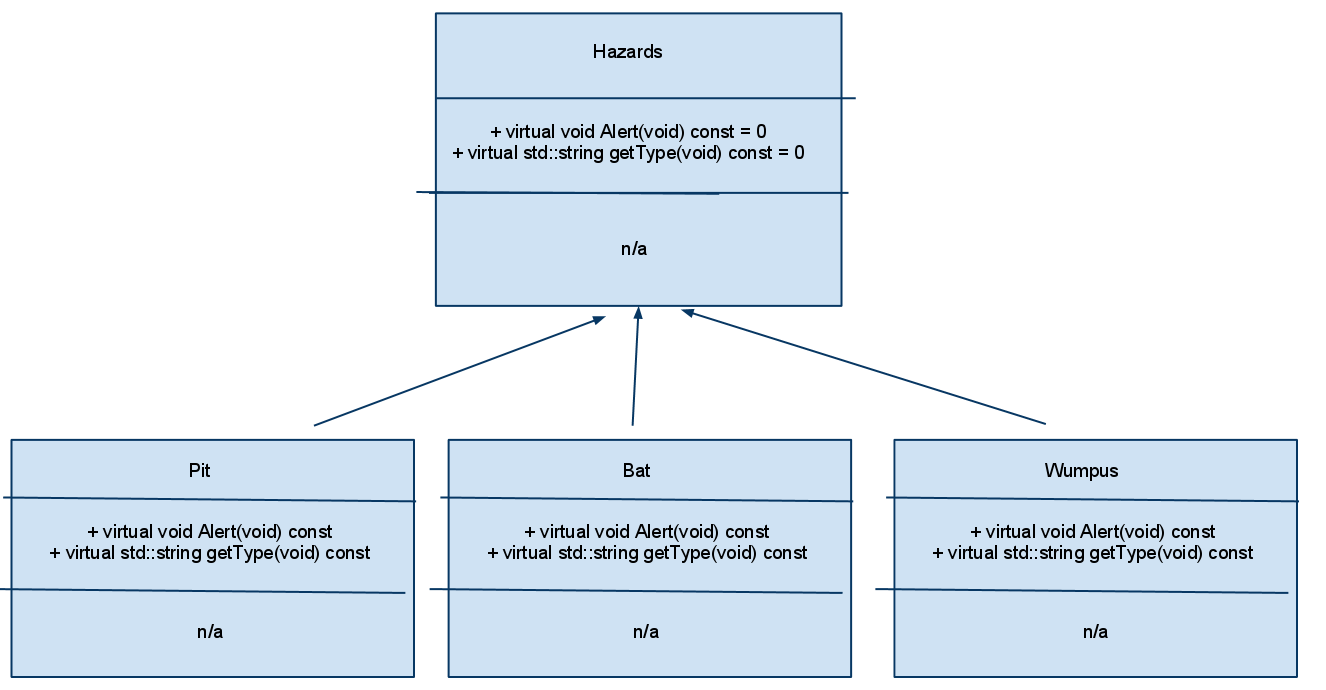 Hazards
+ virtual void Alert(void) const = 0
+ virtual std::string getType(void) const = 0
n/a
Pit
+ virtual void Alert(void) const
+ virtual std::string getType(void) const
n/a
Bat
+ virtual void Alert(void) const
+ virtual std::string getType(void) const
n/a
Wumpus
+ virtual void Alert(void) const
+ virtual std::string getType(void) const
n/a